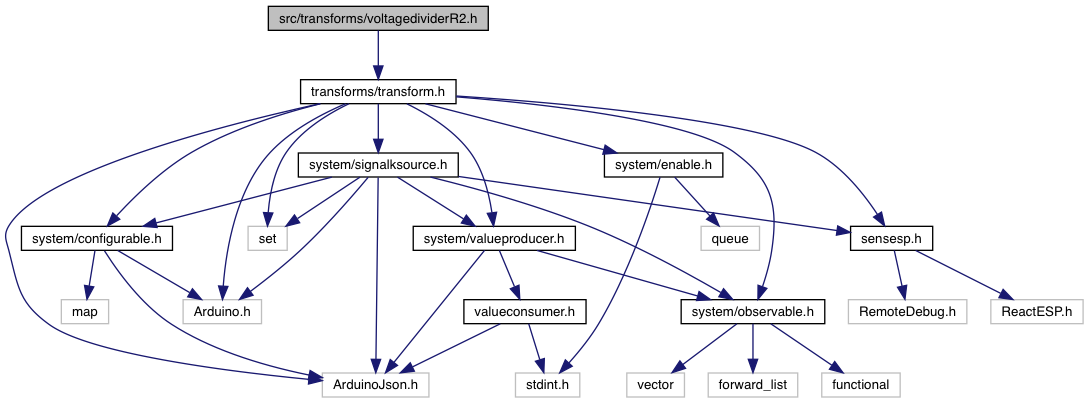 src/transforms/voltagedividerR2.h
transforms/transform.h
system/signalksource.h
system/enable.h
system/configurable.h
set
system/valueproducer.h
queue
sensesp.h
map
Arduino.h
valueconsumer.h
system/observable.h
RemoteDebug.h
ReactESP.h
ArduinoJson.h
stdint.h
vector
forward_list
functional